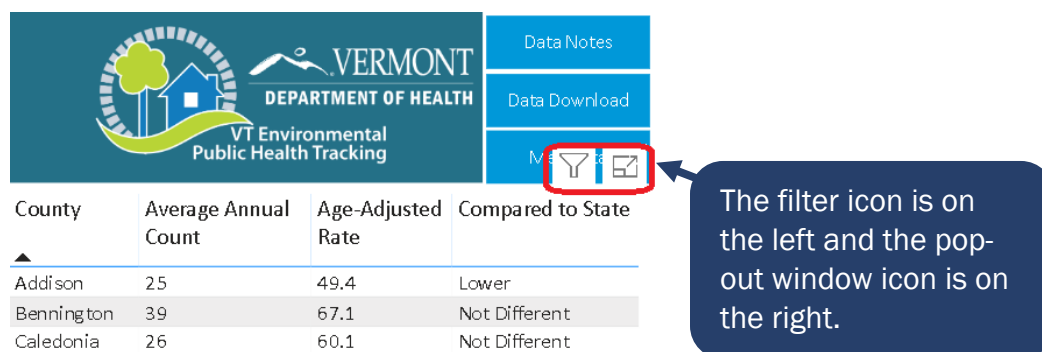 VERMONT
DEPARTMENT OF HEALTH
VT Environmental
Public Health Tracking
Data Notes
Data Download
County Average Annual Count Age-Adjusted Rate Compared to State
Addison 25 49.4 Lower
Bennington 39 67.1 Not Different
Caledonia 26 60.1 Not Different
The filter icon is on
the left and the pop-
out window icon is on
the right.